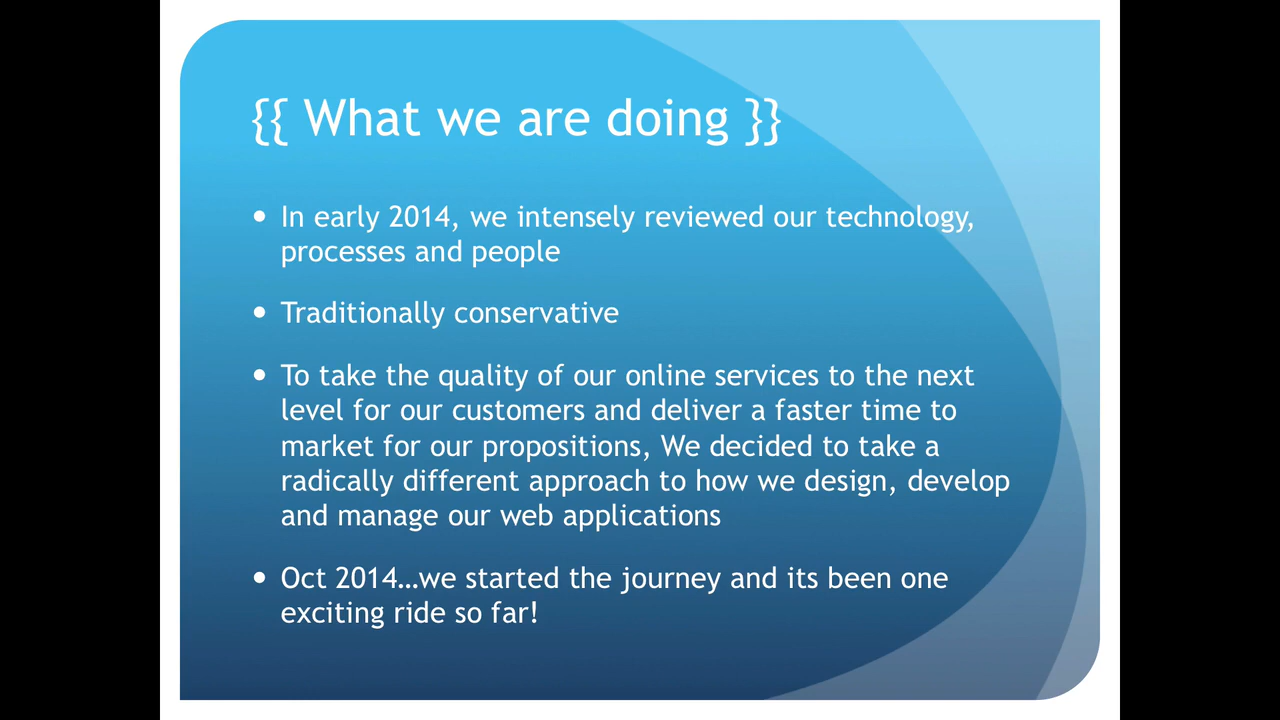 {{ What we are doing }}
• In early 2014, we intensely reviewed our technology,
processes and people
• Traditionally conservative
• To take the quality of our online services to the next
level for our customers and deliver a faster time to
market for our propositions, We decided to take a
radically different approach to how we design, develop
and manage our web applications
• Oct 2014…we started the journey and its been one
exciting ride so far!